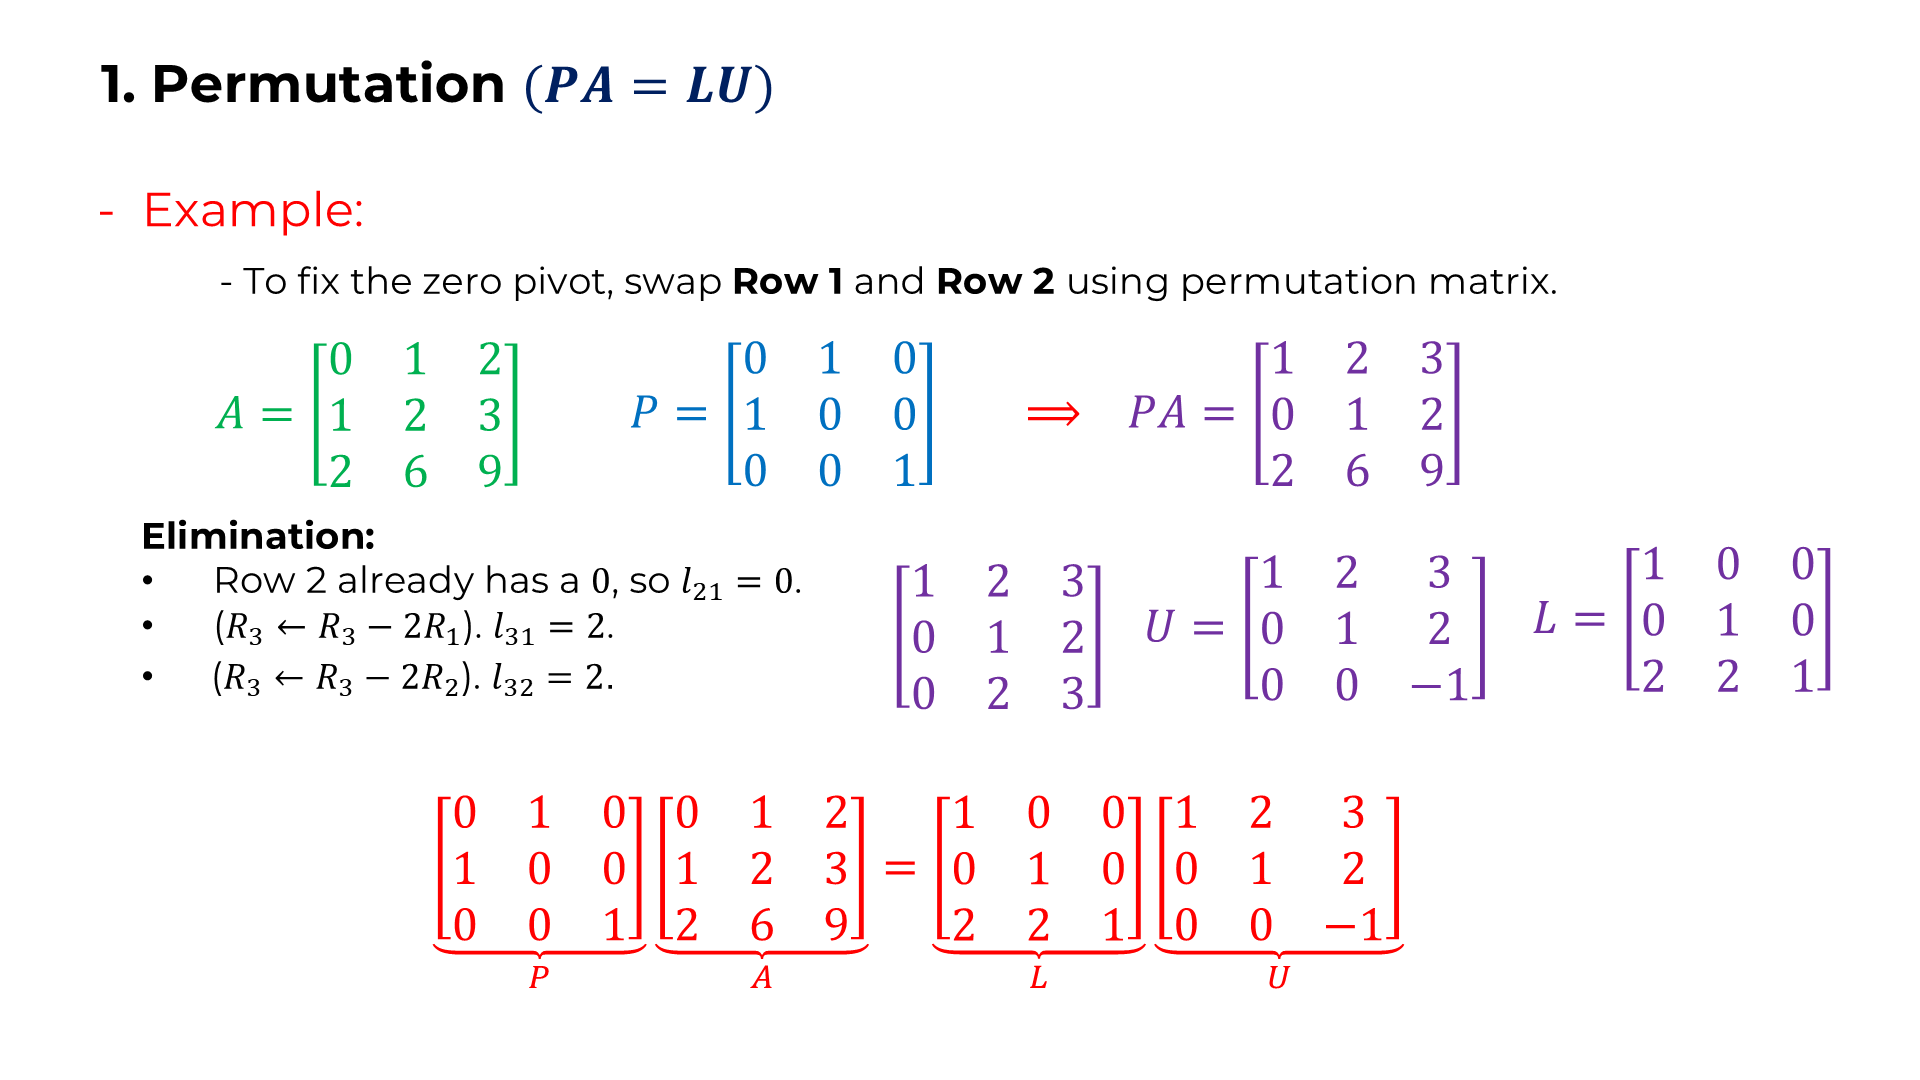 1. Permutation (PA = LU)
- Example:
- To fix the zero pivot, swap Row 1 and Row 2 using permutation matrix.
A = [0 1 2; 1 2 3; 2 6 9] P = [0 1 0; 1 0 0; 0 0 1] ⟹ PA = [1 2 3; 0 1 2; 2 6 9]
Elimination:
• Row 2 already has a 0, so l₂₁ = 0.
• (R₃ ← R₃ − 2R₁). l₃₁ = 2.
• (R₃ ← R₃ − 2R₂). l₃₂ = 2.
[1 2 3; 0 1 2; 0 2 3] U = [1 2 3; 0 1 2; 0 0 −1] L = [1 0 0; 0 1 0; 2 2 1]
[0 1 0; 1 0 0; 0 0 1] [0 1 2; 1 2 3; 2 6 9] = [1 0 0; 0 1 0; 2 2 1] [1 2 3; 0 1 2; 0 0 −1]
P A L U